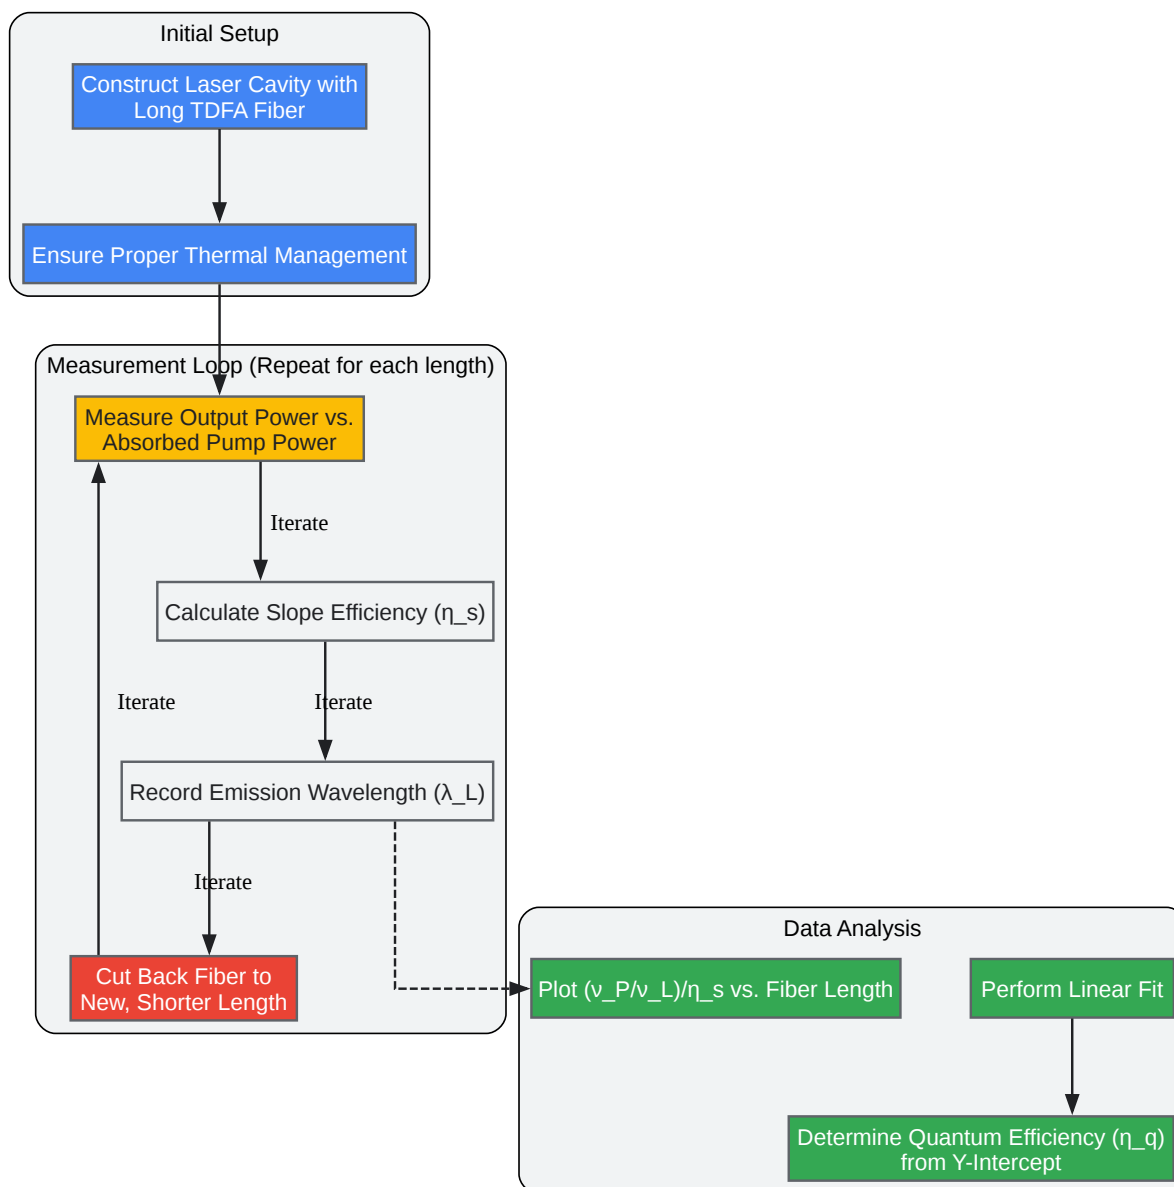 Initial Setup
Construct Laser Cavity with
Long TDFA Fiber
Ensure Proper Thermal Management
Measurement Loop (Repeat for each length)
Measure Output Power vs.
Absorbed Pump Power
Iterate
Calculate Slope Efficiency (η_s)
Iterate
Iterate
Record Emission Wavelength (λ_L)
Iterate
Cut Back Fiber to
New, Shorter Length
Data Analysis
Plot (ν_P/ν_L)/η_s vs. Fiber Length
Perform Linear Fit
Determine Quantum Efficiency (η_q)
from Y-Intercept